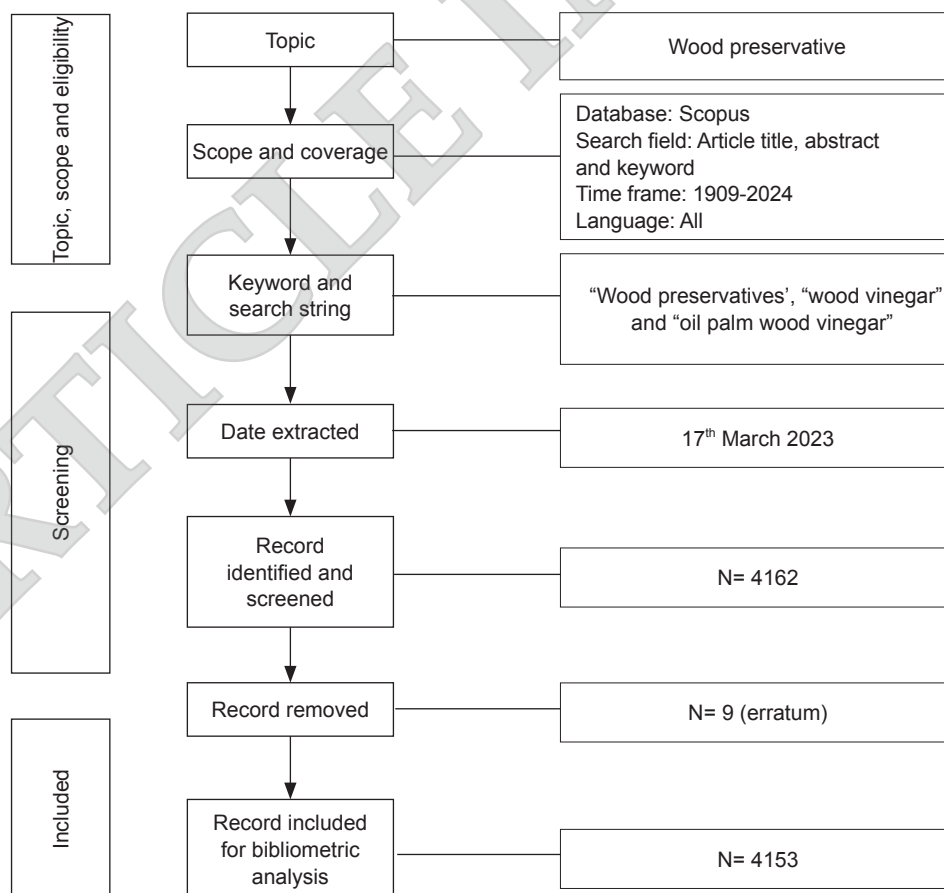 Topic, scope and eligibility
Topic
Wood preservative
Scope and coverage
Database: Scopus
Search field: Article title, abstract
and keyword
Time frame: 1909-2024
Language: All
Keyword and
search string
“Wood preservatives’, “wood vinegar”
and “oil palm wood vinegar”
Screening
Date extracted
17th March 2023
Record
identified and
screened
N= 4162
Record removed
N= 9 (erratum)
Included
Record included
for bibliometric
analysis
N= 4153
RTICLE I